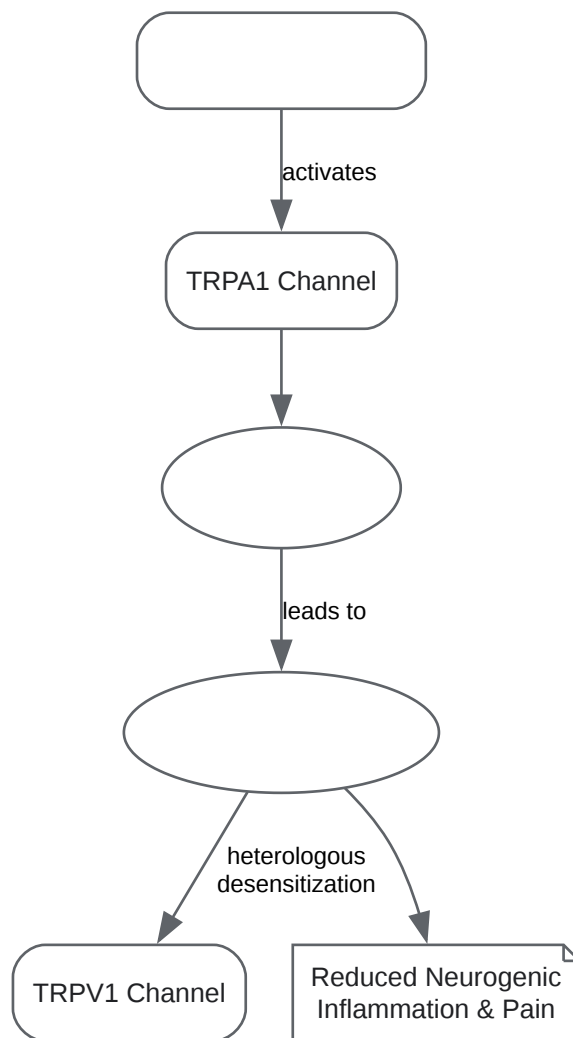 activates
TRPA1 Channel
leads to
heterologous
desensitization
TRPV1 Channel
Reduced Neurogenic
Inflammation & Pain